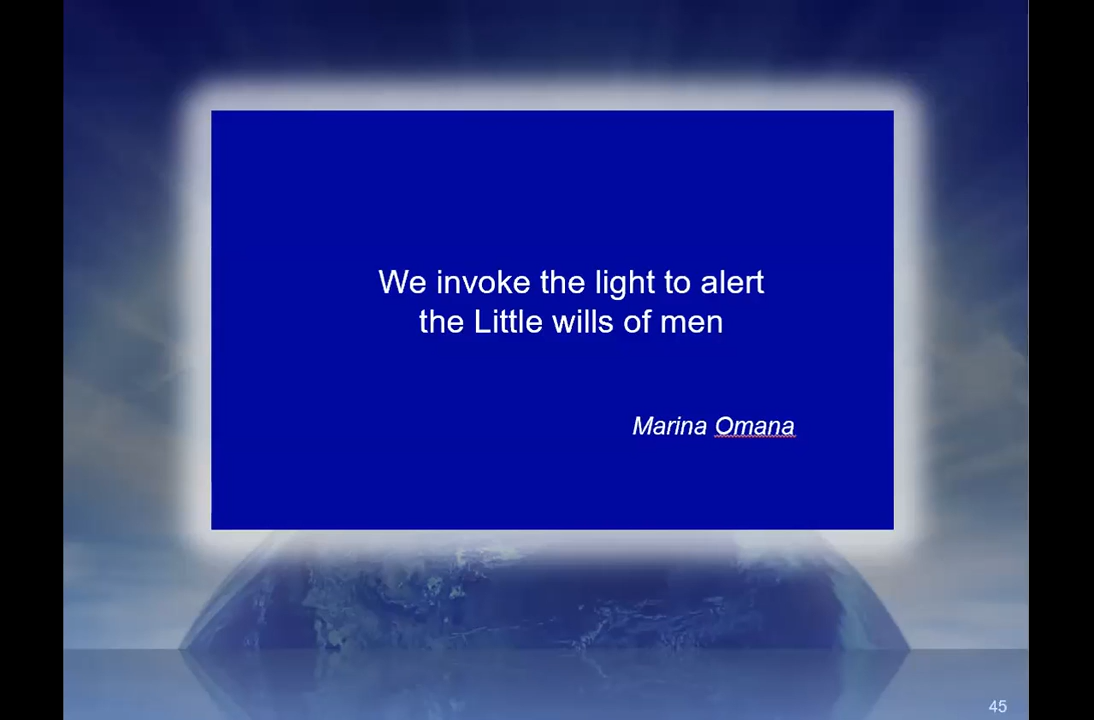 We invoke the light to alert
the Little wills of men
Marina Omana
45